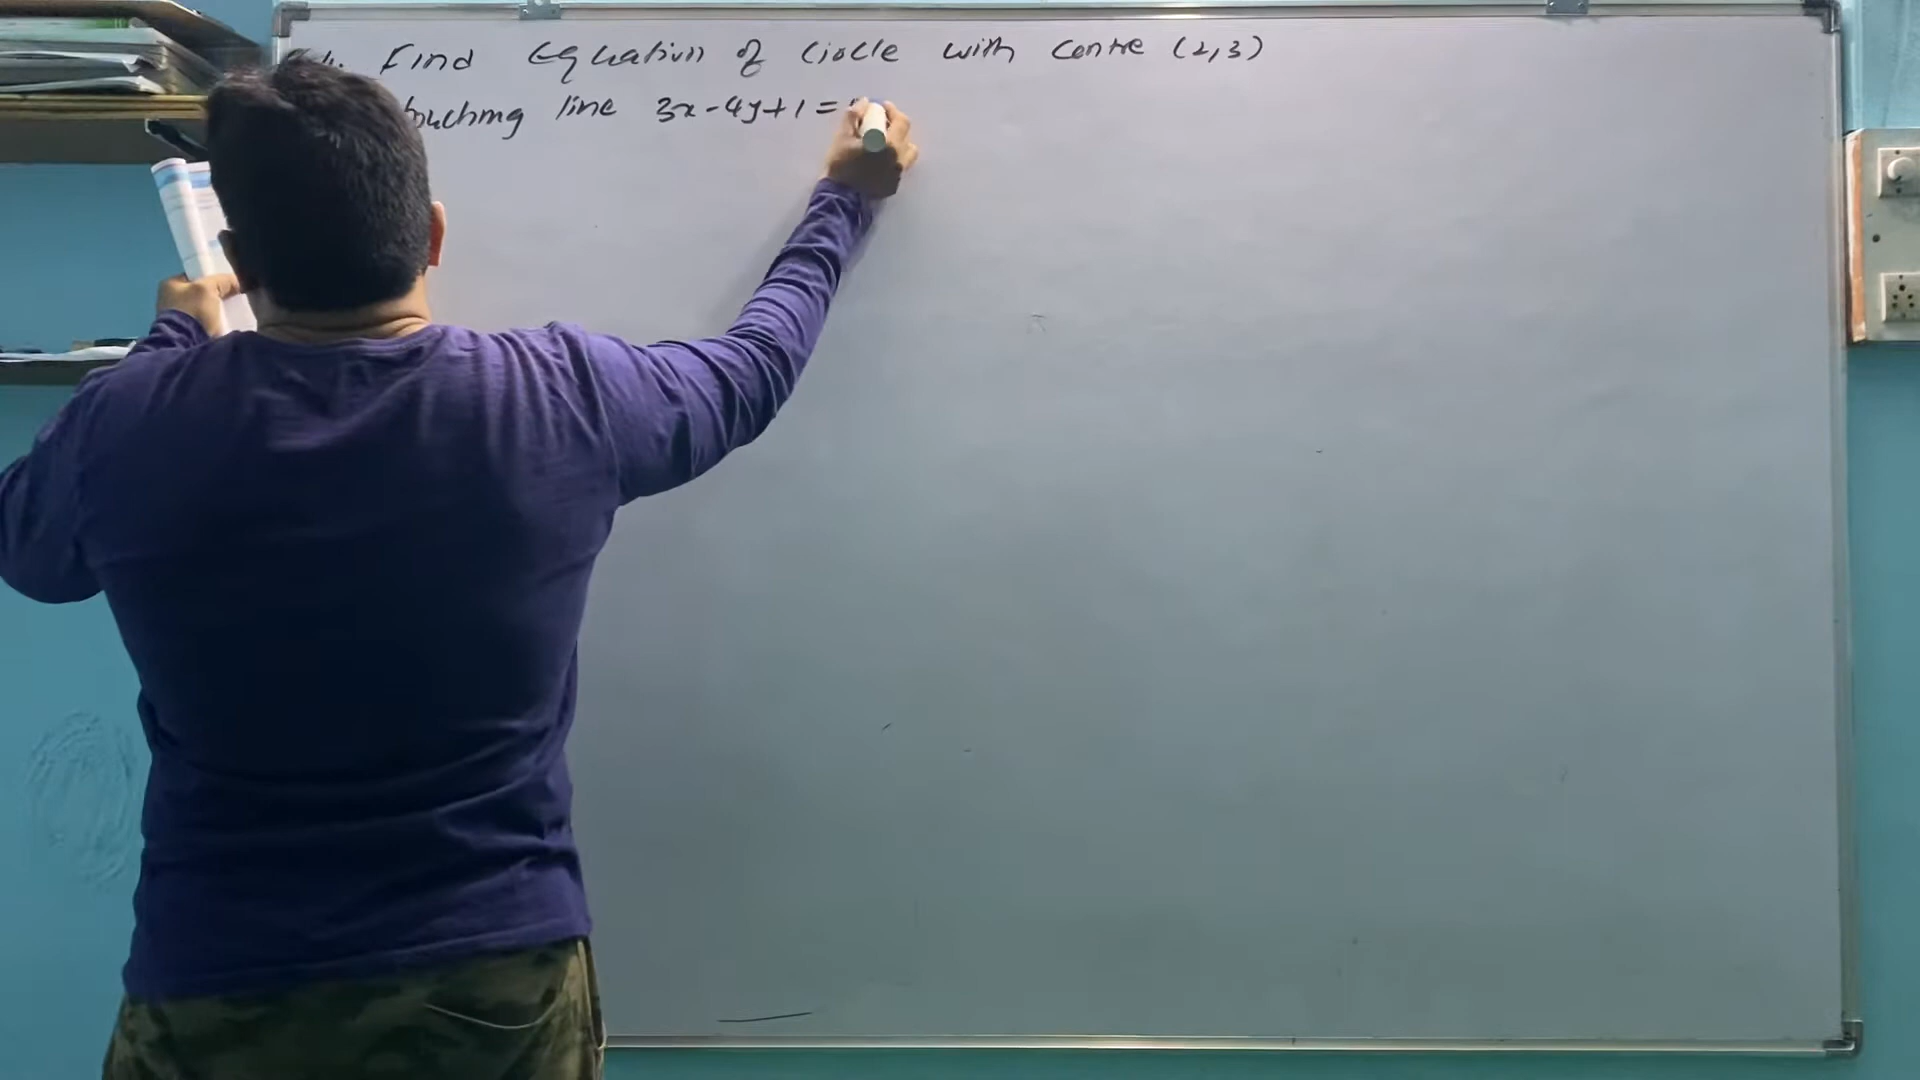 Find Equation of Circle with Centre (2,3)
touching line 3x-4y+1=